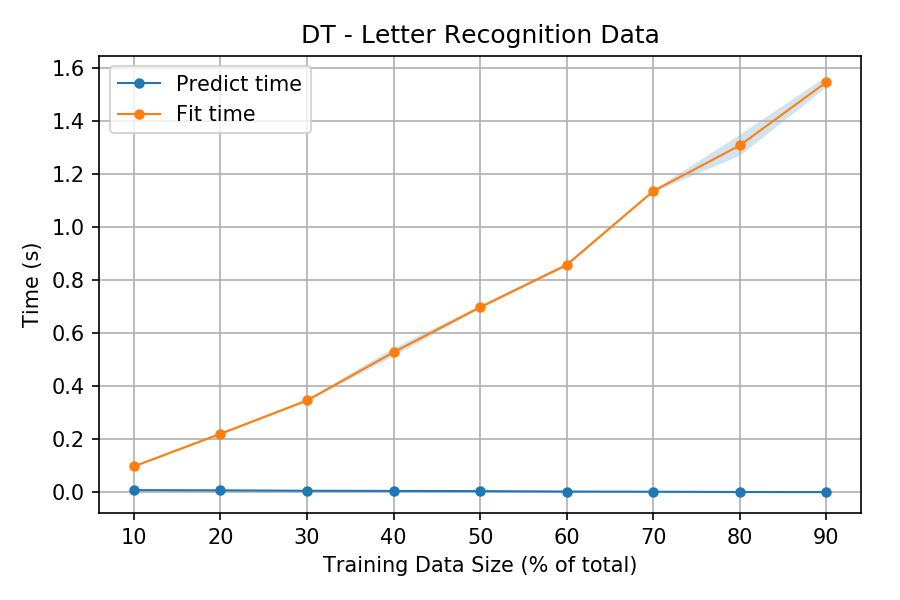 DT - Letter Recognition Data
Predict time
Fit time
Time (s)
1.6
1.4
1.2
1.0
0.8
0.6
0.4
0.2
0.0
10 20 30 40 50 60 70 80 90
Training Data Size (% of total)